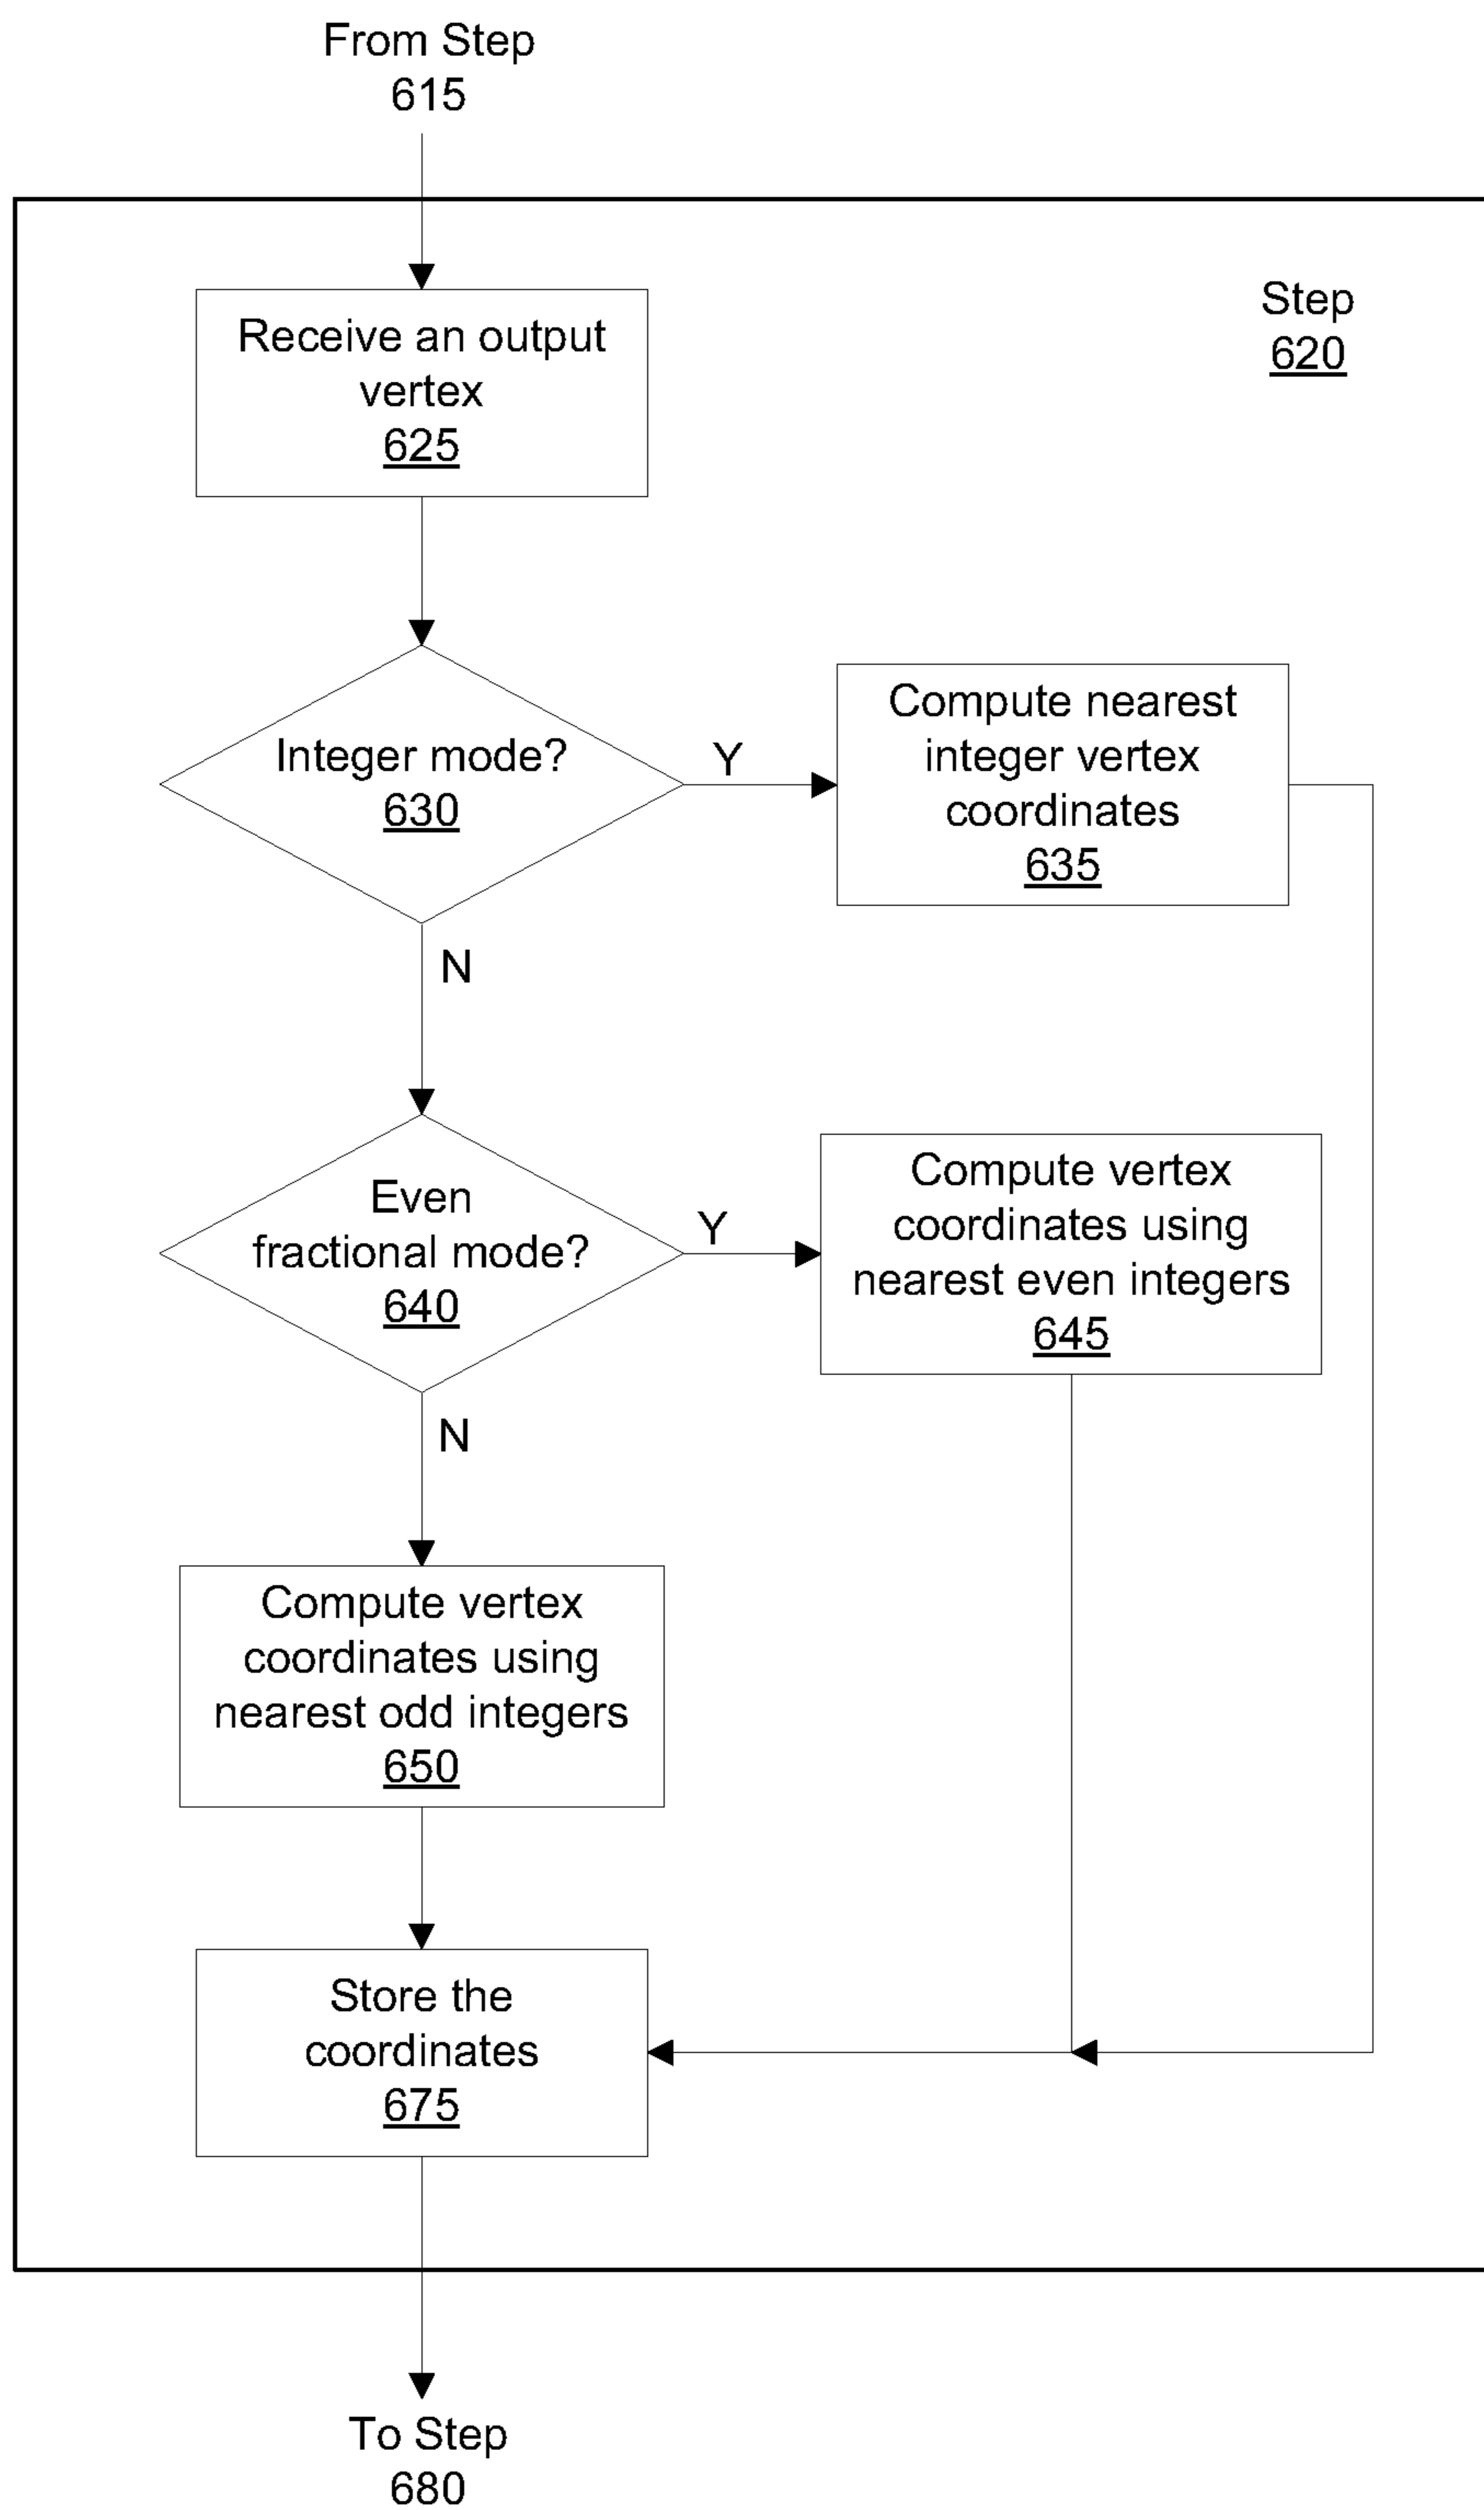 From Step
615
Step
620
Receive an output
vertex
625
Integer mode?
630
Y
Compute nearest
integer vertex
coordinates
635
N
Even
fractional mode?
640
Y
Compute vertex
coordinates using
nearest even integers
645
N
Compute vertex
coordinates using
nearest odd integers
650
Store the
coordinates
675
To Step
680